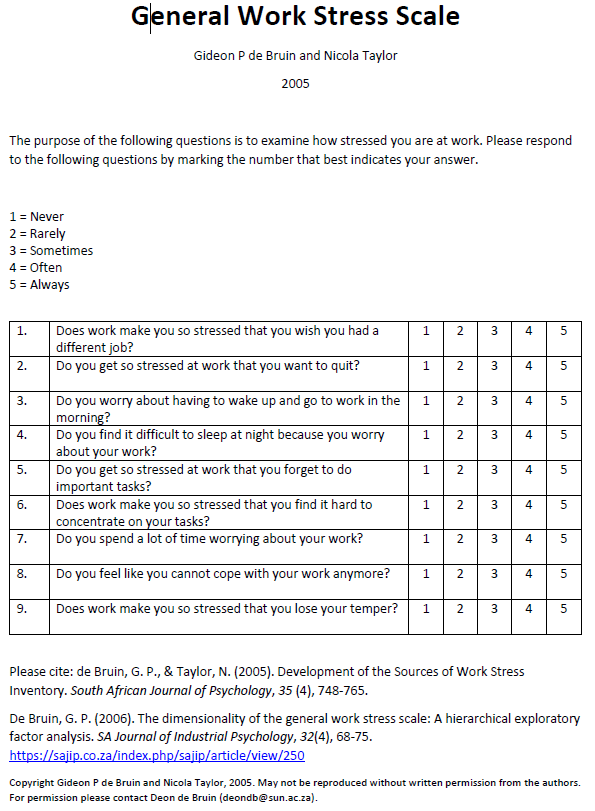 General Work Stress Scale
Gideon P de Bruin and Nicola Taylor
2005
The purpose of the following questions is to examine how stressed you are at work. Please respond
to the following questions by marking the number that best indicates your answer.
1 = Never
2 = Rarely
3 = Sometimes
4 = Often
5 = Always
1. Does work make you so stressed that you wish you had a 1 2 3 4 5
different job?
2. Do you get so stressed at work that you want to quit? 1 2 3 4 5
3. Do you worry about having to wake up and go to work in the 1 2 3 4 5
morning?
4. Do you find it difficult to sleep at night because you worry 1 2 3 4 5
about your work?
5. Do you get so stressed at work that you forget to do 1 2 3 4 5
important tasks?
6. Does work make you so stressed that you find it hard to 1 2 3 4 5
concentrate on your tasks?
7. Do you spend a lot of time worrying about your work? 1 2 3 4 5
8. Do you feel like you cannot cope with your work anymore? 1 2 3 4 5
9. Does work make you so stressed that you lose your temper? 1 2 3 4 5
Please cite: de Bruin, G. P., & Taylor, N. (2005). Development of the Sources of Work Stress
Inventory. South African Journal of Psychology, 35 (4), 748-765.
De Bruin, G. P. (2006). The dimensionality of the general work stress scale: A hierarchical exploratory
factor analysis. SA Journal of Industrial Psychology, 32(4), 68-75.
https://sajip.co.za/index.php/sajip/article/view/250
Copyright Gideon P de Bruin and Nicola Taylor, 2005. May not be reproduced without written permission from the authors.
For permission please contact Deon de Bruin (deondb@sun.ac.za).